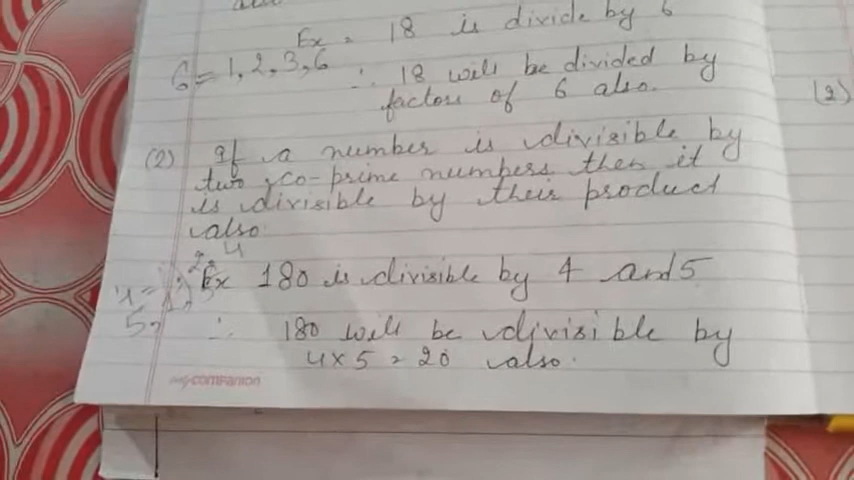 Ex = 18 is divide by 6
6 = 1, 2, 3, 6
∴ 18 will be divided by
factors of 6 also.
(2) If a number is divisible by
two co-prime numbers then it
is divisible by their product
also.
Ex 180 is divisible by 4 and 5
∴ 180 will be divisible by
4 x 5 = 20 also.
companion